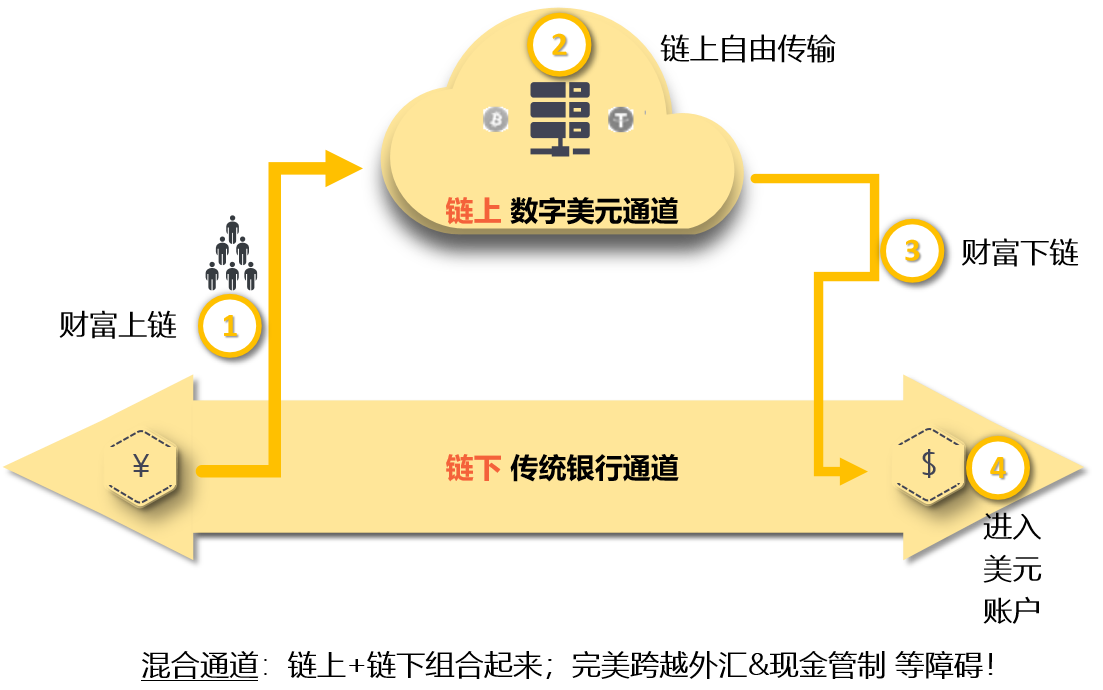 2
链上自由传输
链上 数字美元通道
3
财富下链
财富上链
1
¥
链下 传统银行通道
$
4
进入
美元
账户
混合通道：链上+链下组合起来；完美跨越外汇&现金管制 等障碍！